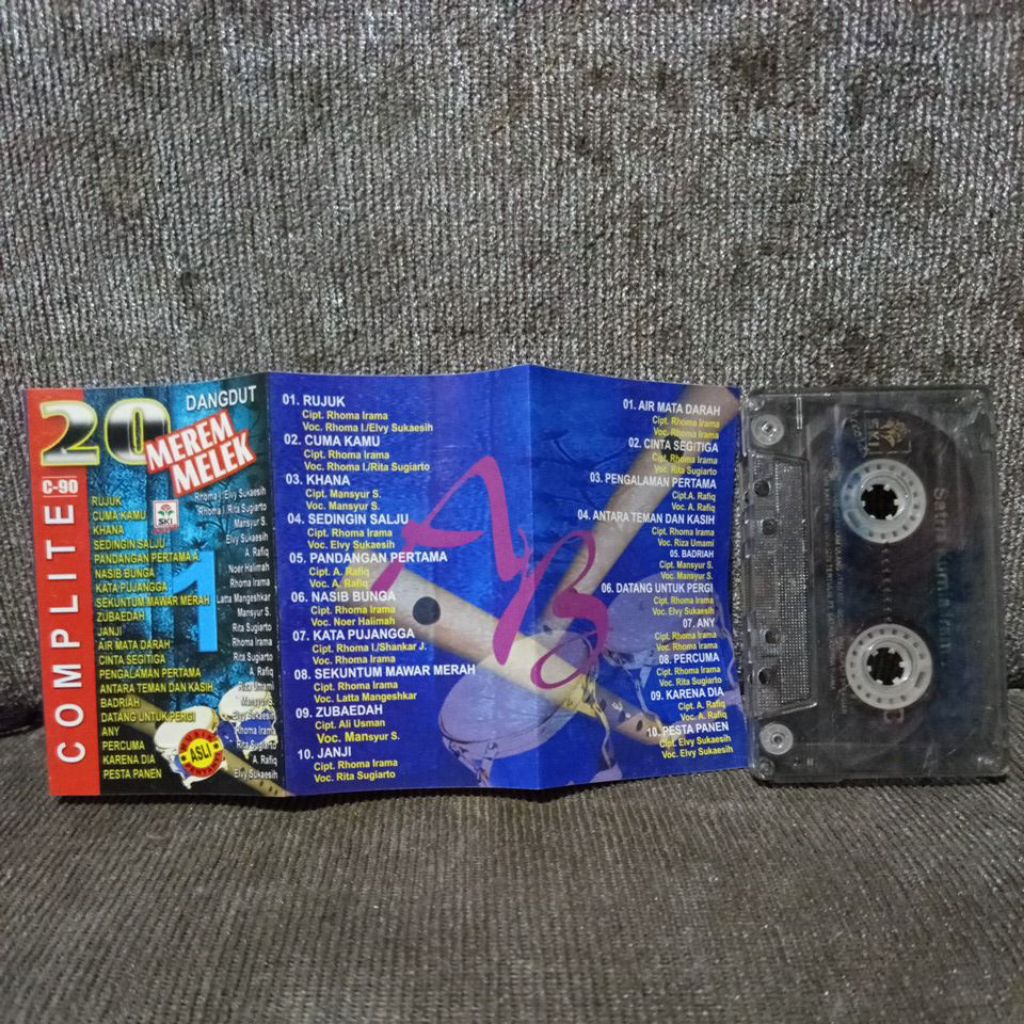 COMPLITE
C-90
20
DANGDUT
MEREM
MELEK
1
SKI
ASLI
RUJUK Rhoma I./Elvy Sukaesih
CUMA KAMU Rhoma I./Rita Sugiarto
KHANA Mansyur S.
SEDINGIN SALJU Elvy Sukaesih
PANDANGAN PERTAMA A A. Rafiq
NASIB BUNGA Noer Halimah
KATA PUJANGGA Rhoma Irama
SEKUNTUM MAWAR MERAH Latta Mangeshkar
ZUBAEDAH Mansyur S.
JANJI Rita Sugiarto
AIR MATA DARAH Rhoma Irama
CINTA SEGITIGA Rita Sugiarto
PENGALAMAN PERTAMA A. Rafiq
ANTARA TEMAN DAN KASIH Riza Umami
BADRIAH Mansyur S.
DATANG UNTUK PERGI Elvy Sukaesih
ANY Rhoma Irama
PERCUMA Rita Sugiarto
KARENA DIA A. Rafiq
PESTA PANEN Elvy Sukaesih
01. RUJUK
Cipt. Rhoma Irama
Voc. Rhoma I./Elvy Sukaesih
02. CUMA KAMU
Cipt. Rhoma Irama
Voc. Rhoma I./Rita Sugiarto
03. KHANA
Cipt. Mansyur S.
Voc. Mansyur S.
04. SEDINGIN SALJU
Cipt. Rhoma Irama
Voc. Elvy Sukaesih
05. PANDANGAN PERTAMA
Cipt. A. Rafiq
Voc. A. Rafiq
06. NASIB BUNGA
Cipt. Rhoma Irama
Voc. Noer Halimah
07. KATA PUJANGGA
Cipt. Rhoma I./Shankar J.
Voc. Rhoma Irama
08. SEKUNTUM MAWAR MERAH
Cipt. Rhoma Irama
Voc. Latta Mangeshkar
09. ZUBAEDAH
Cipt. Ali Usman
Voc. Mansyur S.
10. JANJI
Cipt. Rhoma Irama
Voc. Rita Sugiarto
A
B
01. AIR MATA DARAH
Cipt. Rhoma Irama
Voc. Rhoma Irama
02. CINTA SEGITIGA
Cipt. Rhoma Irama
Voc. Rita Sugiarto
03. PENGALAMAN PERTAMA
Cipt.A. Rafiq
Voc. A. Rafiq
04. ANTARA TEMAN DAN KASIH
Cipt. Rhoma Irama
Voc. Riza Umami
05. BADRIAH
Cipt. Mansyur S.
Voc. Mansyur S.
06. DATANG UNTUK PERGI
Cipt. Rhoma Irama
Voc. Elvy Sukaesih
07. ANY
Cipt. Rhoma Irama
Voc. Rhoma Irama
08. PERCUMA
Cipt. Rhoma Irama
Voc. Rita Sugiarto
09. KARENA DIA
Cipt. A. Rafiq
Voc. A. Rafiq
10. PESTA PANEN
Cipt. Elvy Sukaesih
Voc. Elvy Sukaesih